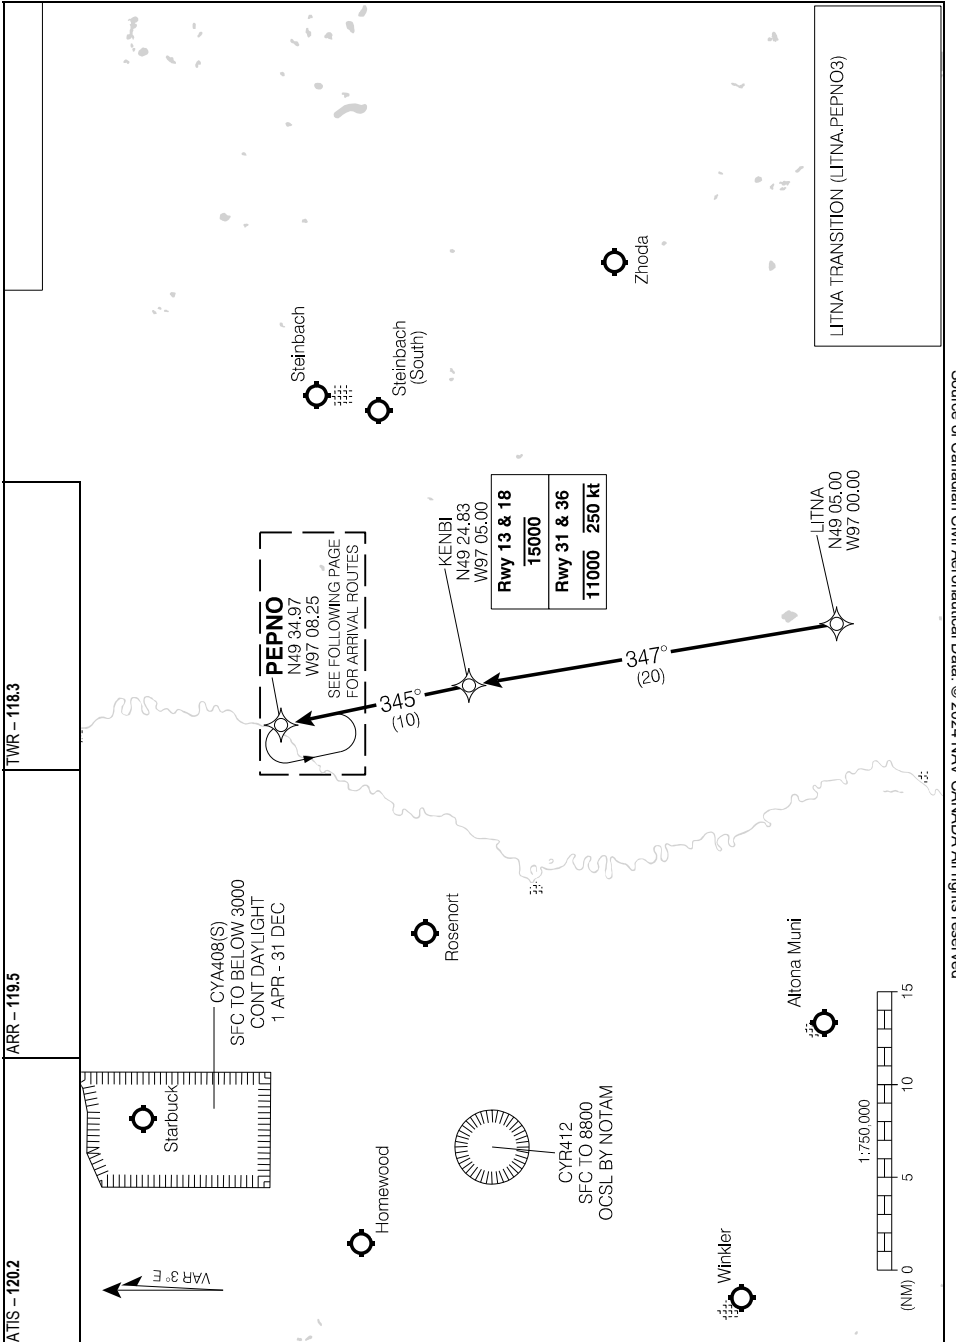 ATIS – 120.2
ARR – 119.5
TWR – 118.3
VAR 3° E
Starbuck
CYA408(S)
SFC TO BELOW 3000
CONT DAYLIGHT
1 APR - 31 DEC
PEPNO
N49 34.97
W97 08.25
SEE FOLLOWING PAGE
FOR ARRIVAL ROUTES
Steinbach
Steinbach
(South)
Homewood
Rosenort
345°
(10)
KENBI
N49 24.83
W97 05.00
Rwy 13 & 18
15000
Rwy 31 & 36
11000 250 kt
CYR412
SFC TO 8800
OCSL BY NOTAM
347°
(20)
Zhoda
Winkler
Altona Muni
LITNA
N49 05.00
W97 00.00
LITNA TRANSITION (LITNA.PEPNO3)
1:750,000
(NM) 0 5 10 15
Source of Canadian Civil Aeronautical Data: © 2024 NAV CANADA All rights reserved